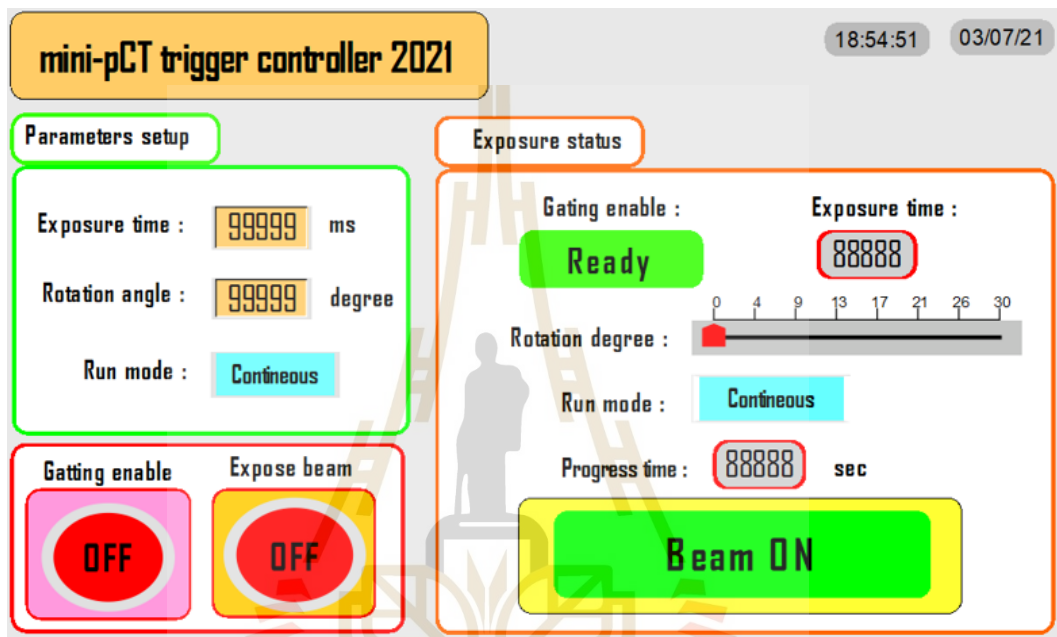 mini-pCT trigger controller 2021
18:54:51 03/07/21
Parameters setup
Exposure time : 99999 ms
Rotation angle : 99999 degree
Run mode : Contineous
Gatting enable Expose beam
OFF OFF
Exposure status
Gating enable : Exposure time :
Ready 88888
0 4 9 13 17 21 26 30
Rotation degree :
Run mode : Contineous
Progress time : 88888 sec
Beam ON